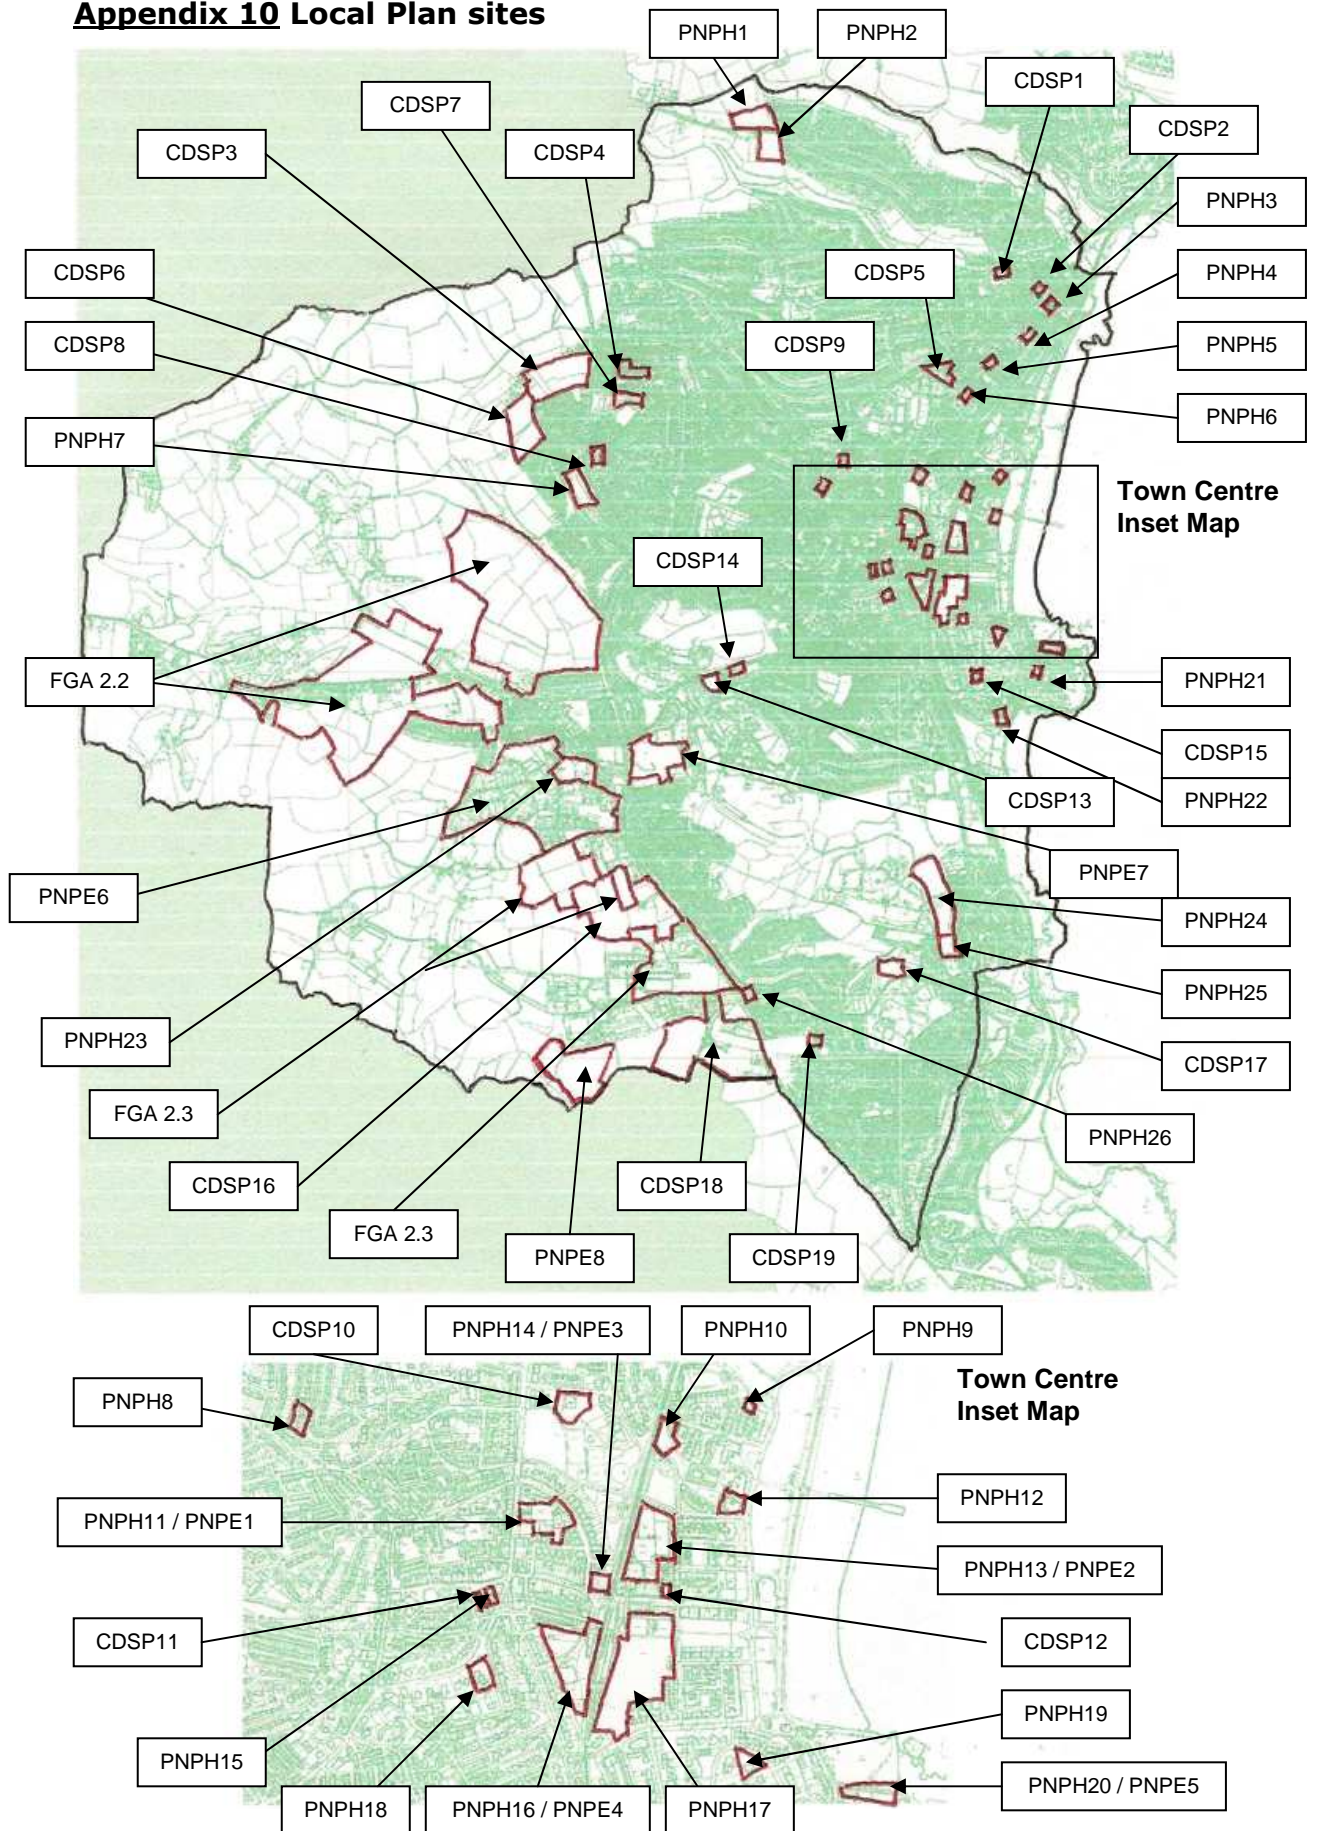 Appendix 10 Local Plan sites
PNPH1
PNPH2
CDSP1
CDSP7
CDSP2
CDSP3
CDSP4
PNPH3
CDSP6
CDSP5
PNPH4
CDSP8
CDSP9
PNPH5
PNPH7
PNPH6
Town Centre
Inset Map
CDSP14
FGA 2.2
PNPH21
CDSP15
CDSP13
PNPH22
PNPE6
PNPE7
PNPH24
PNPH23
PNPH25
CDSP17
FGA 2.3
PNPH26
CDSP16
CDSP18
FGA 2.3
PNPE8
CDSP19
CDSP10
PNPH14 / PNPE3
PNPH10
PNPH9
Town Centre
Inset Map
PNPH8
PNPH12
PNPH11 / PNPE1
PNPH13 / PNPE2
CDSP11
CDSP12
PNPH19
PNPH15
PNPH20 / PNPE5
PNPH18
PNPH16 / PNPE4
PNPH17